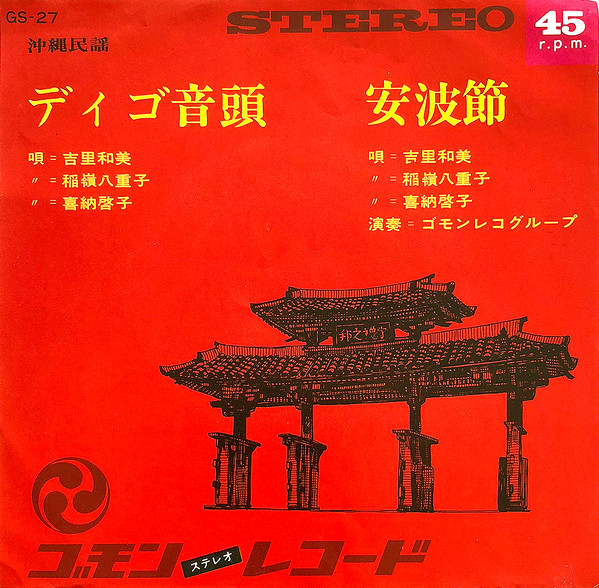 GS-27
STEREO
45
r.p.m.
沖縄民謡
ディゴ音頭
唄=吉里和美
〃=稲嶺八重子
〃=喜納啓子
安波節
唄=吉里和美
〃=稲嶺八重子
〃=喜納啓子
演奏=ゴモンレコグループ
守禮之邦
ゴモン ステレオ レコード